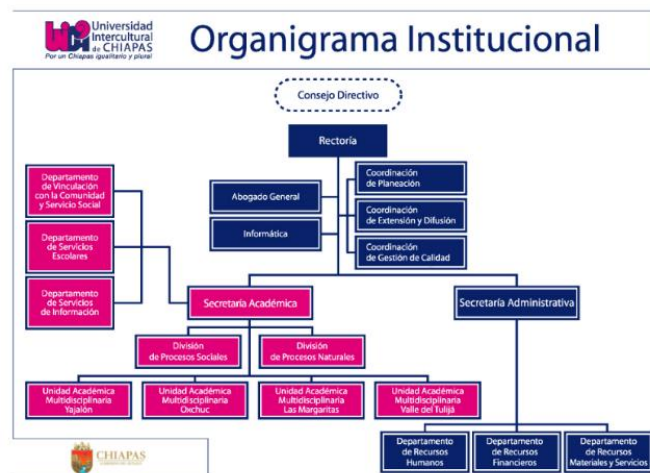 Universidad
Intercultural
de CHIAPAS
Por un Chiapas igualitario y plural
Organigrama Institucional
Consejo Directivo
Rectoría
Departamento
de Vinculación
con la Comunidad
y Servicio Social
Departamento
de Servicios
Escolares
Departamento
de Servicios
de Información
Abogado General
Informática
Coordinación
de Planeación
Coordinación
de Extensión y Difusión
Coordinación
de Gestión de Calidad
Secretaría Académica
Secretaría Administrativa
División
de Procesos Sociales
División
de Procesos Naturales
Unidad Académica
Multidisciplinaria
Yajalón
Unidad Académica
Multidisciplinaria
Oxchuc
Unidad Académica
Multidisciplinaria
Las Margaritas
Unidad Académica
Multidisciplinaria
Valle del Tulijá
Departamento
de Recursos
Humanos
Departamento
de Recursos
Financieros
Departamento
de Recursos
Materiales y Servicios
CHIAPAS